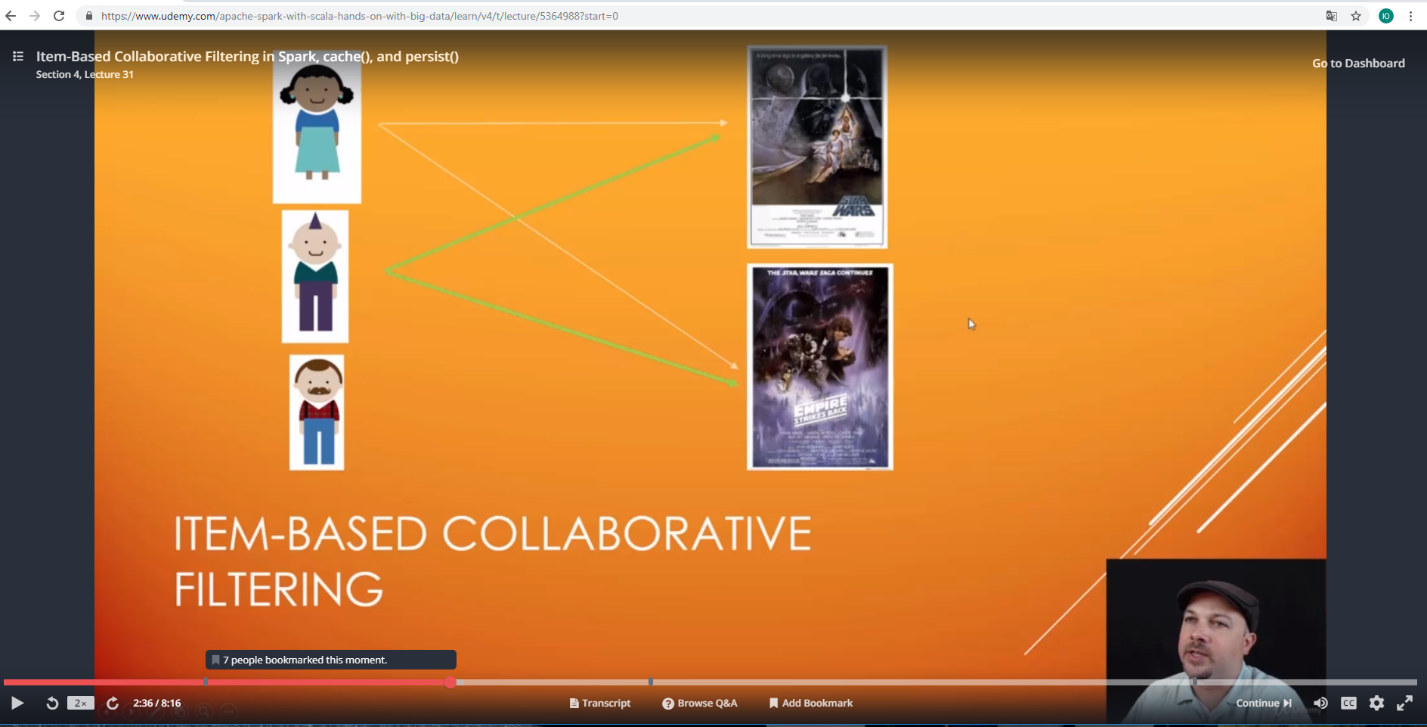 https://www.udemy.com/apache-spark-with-scala-hands-on-with-big-data/learn/v4/t/lecture/5364988?start=0
Ю
Item-Based Collaborative Filtering in Spark, cache(), and persist()
Section 4, Lecture 31
Go to Dashboard
STAR
WARS
THE STAR WARS SAGA CONTINUES
EMPIRE
STRIKES BACK
ITEM-BASED COLLABORATIVE
FILTERING
7 people bookmarked this moment.
2×
2:36 / 8:16
Transcript
Browse Q&A
Add Bookmark
Continue
CC